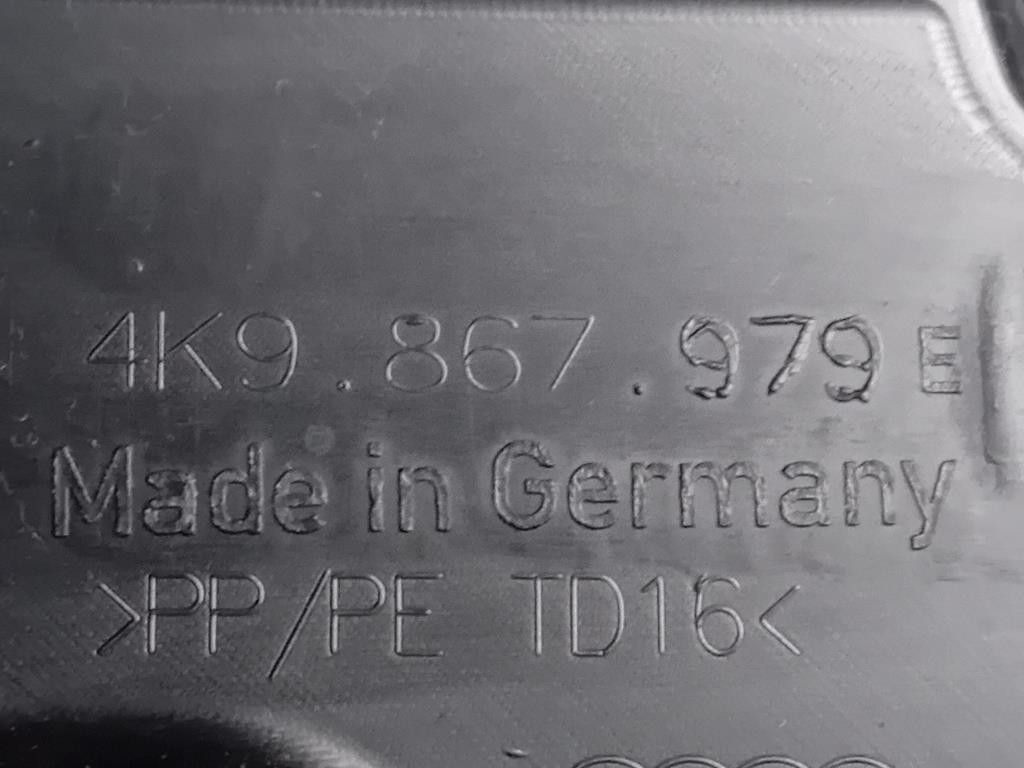 4K9.867.979 E
Made in Germany
>PP/PE TD16<